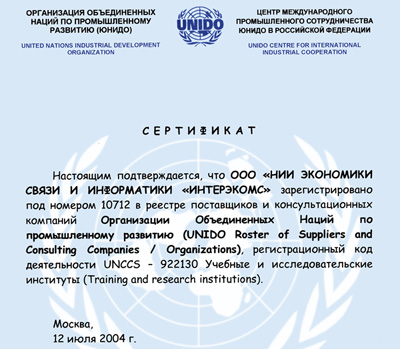 ОРГАНИЗАЦИЯ ОБЪЕДИНЕННЫХ
НАЦИЙ ПО ПРОМЫШЛЕННОМУ
РАЗВИТИЮ (ЮНИДО)
UNITED NATIONS INDUSTRIAL DEVELOPMENT
ORGANIZATION
UNIDO
ЦЕНТР МЕЖДУНАРОДНОГО
ПРОМЫШЛЕННОГО СОТРУДНИЧЕСТВА
ЮНИДО В РОССИЙСКОЙ ФЕДЕРАЦИИ
UNIDO CENTRE FOR INTERNATIONAL
INDUSTRIAL COOPERATION
С Е Р Т И Ф И К А Т
Настоящим подтверждается, что ООО «НИИ ЭКОНОМИКИ
СВЯЗИ И ИНФОРМАТИКИ «ИНТЕРЭКОМС» зарегистрировано
под номером 10712 в реестре поставщиков и консультационных
компаний Организации Объединенных Наций по
промышленному развитию (UNIDO Roster of Suppliers and
Consulting Companies / Organizations), регистрационный код
деятельности UNCCS – 922130 Учебные и исследовательские
институты (Training and research institutions).
Москва,
12 июля 2004 г.